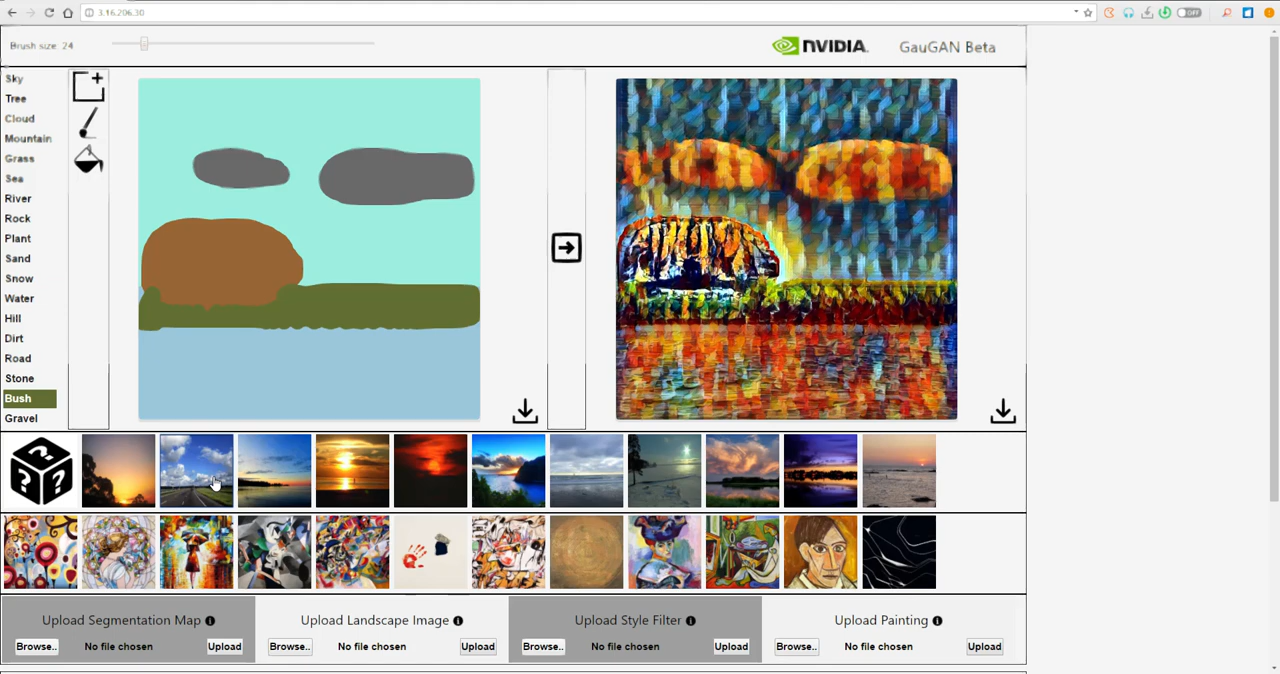 3.16.206.30
OFF
Brush size: 24
NVIDIA.
GauGAN Beta
Sky
Tree
Cloud
Mountain
Grass
Sea
River
Rock
Plant
Sand
Snow
Water
Hill
Dirt
Road
Stone
Bush
Gravel
? ? ?
Upload Segmentation Map
Upload Landscape Image
Upload Style Filter
Upload Painting
Browse.. No file chosen Upload
Browse.. No file chosen Upload
Browse.. No file chosen Upload
Browse.. No file chosen Upload